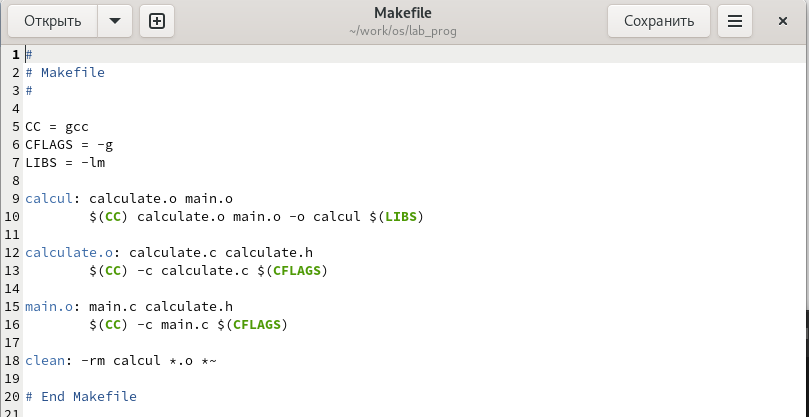 Открыть
Makefile
~/work/os/lab_prog
Сохранить
1 #
2 # Makefile
3 #
4
5 CC = gcc
6 CFLAGS = -g
7 LIBS = -lm
8
9 calcul: calculate.o main.o
10         $(CC) calculate.o main.o -o calcul $(LIBS)
11
12 calculate.o: calculate.c calculate.h
13         $(CC) -c calculate.c $(CFLAGS)
14
15 main.o: main.c calculate.h
16         $(CC) -c main.c $(CFLAGS)
17
18 clean: -rm calcul *.o *~
19
20 # End Makefile
21